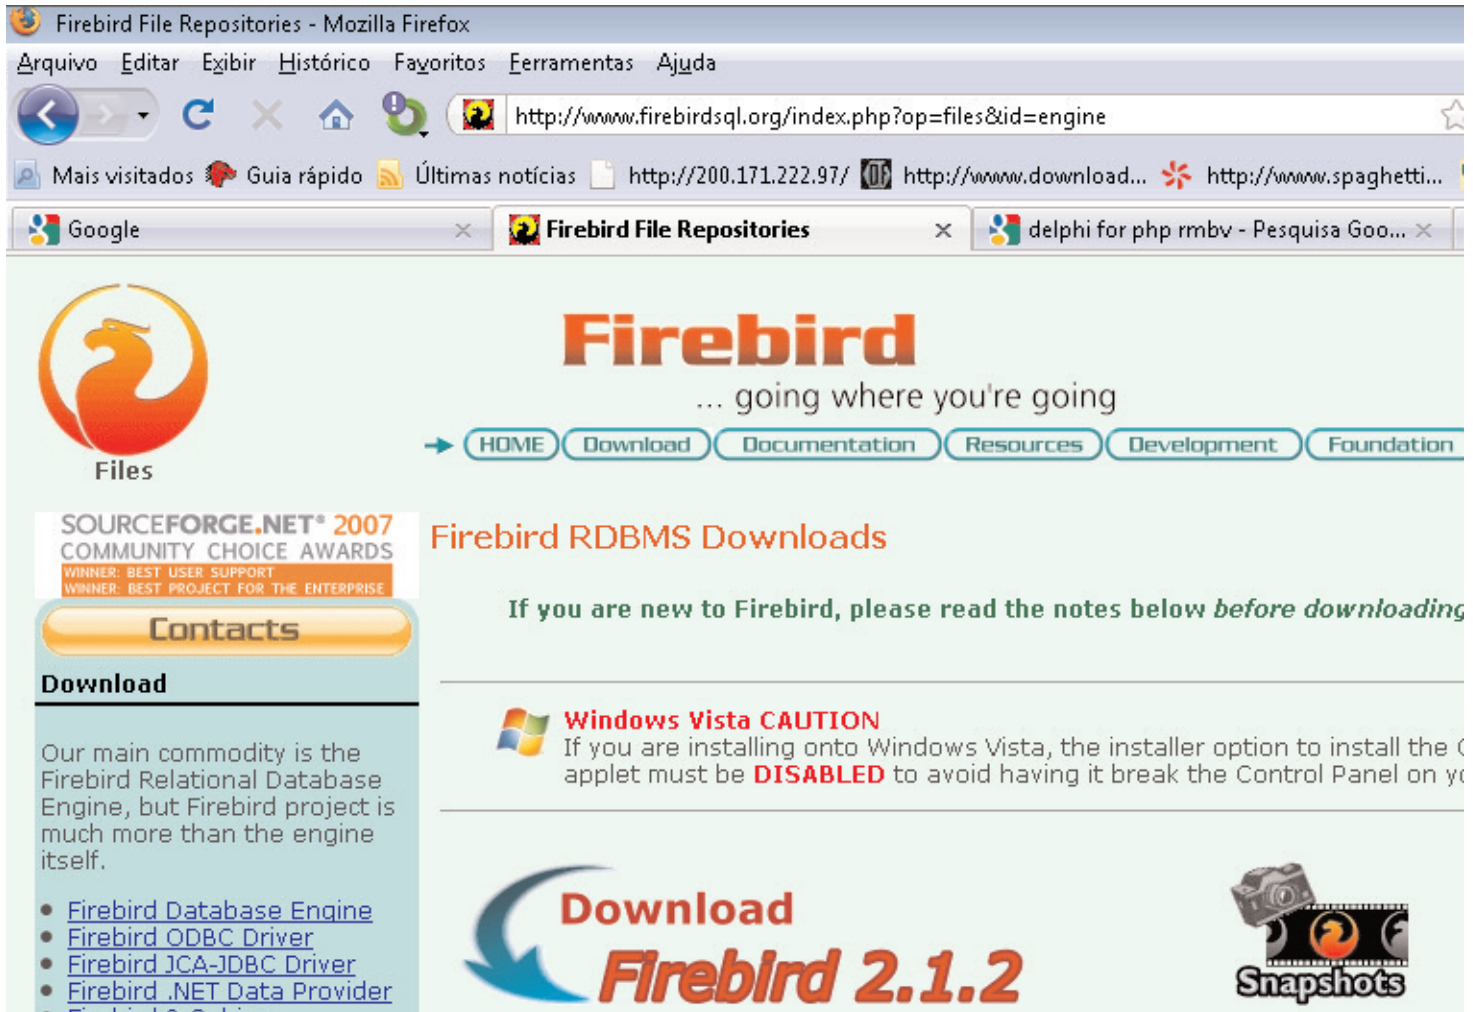 Firebird File Repositories - Mozilla Firefox
Arquivo Editar Exibir Histórico Favoritos Ferramentas Ajuda
http://www.firebirdsql.org/index.php?op=files&id=engine
Mais visitados Guia rápido Últimas notícias http://200.171.222.97/ http://www.download... http://www.spaghetti...
Google Firebird File Repositories delphi for php rmbv - Pesquisa Goo...
Firebird
... going where you're going
HOME Download Documentation Resources Development Foundation
Files
SOURCEFORGE.NET® 2007
COMMUNITY CHOICE AWARDS
WINNER: BEST USER SUPPORT
WINNER: BEST PROJECT FOR THE ENTERPRISE
Contacts
Download
Our main commodity is the
Firebird Relational Database
Engine, but Firebird project is
much more than the engine
itself.
• Firebird Database Engine
• Firebird ODBC Driver
• Firebird JCA-JDBC Driver
• Firebird .NET Data Provider
Firebird RDBMS Downloads
If you are new to Firebird, please read the notes below before downloading
Windows Vista CAUTION
If you are installing onto Windows Vista, the installer option to install the
applet must be DISABLED to avoid having it break the Control Panel on
Download
Firebird 2.1.2
Snapshots